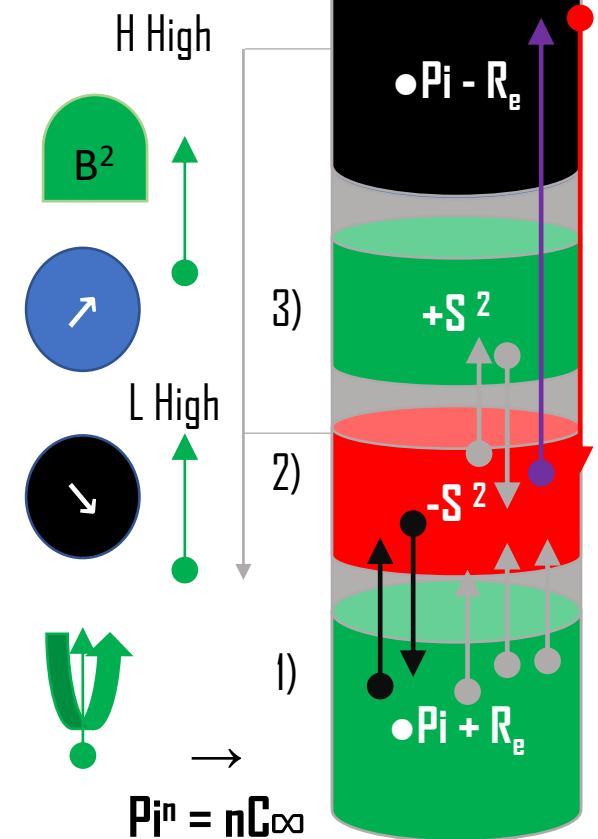 H High
●Pi - Rₑ
B²
↗
3)
+S ²
L High
2)
-S ²
↘
1)
●Pi + Rₑ
→
Piⁿ = nC∞